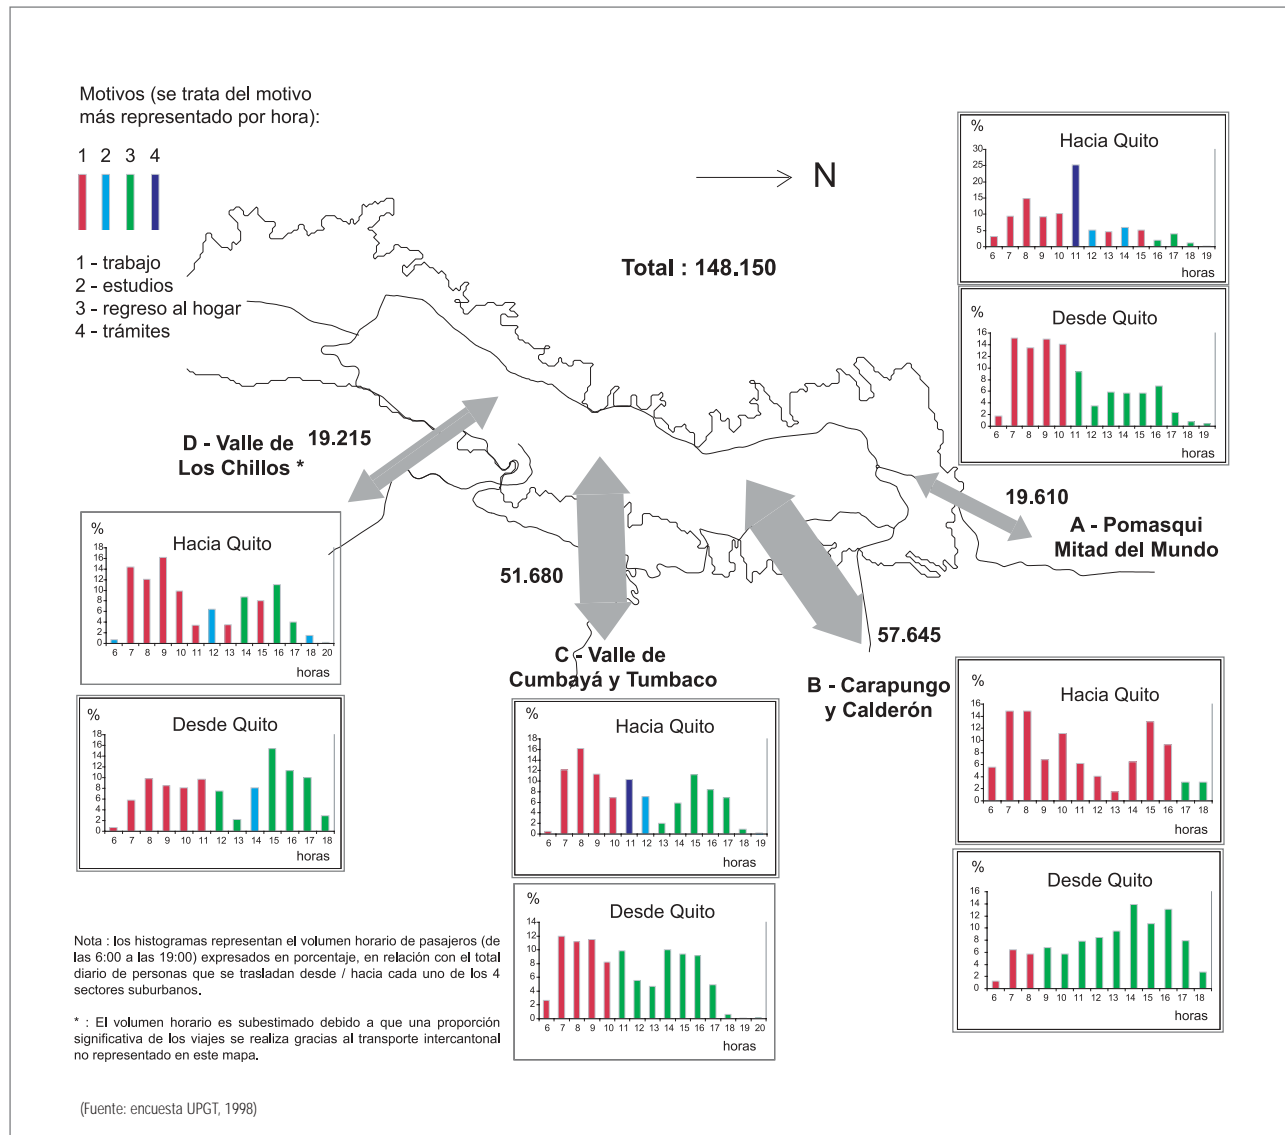 Motivos (se trata del motivo
más representado por hora):
1 2 3 4
1 - trabajo
2 - estudios
3 - regreso al hogar
4 - trámites
N
Total : 148.150
%
Hacia Quito
30
25
20
15
10
5
0
6 7 8 9 10 11 12 13 14 15 16 17 18 19
horas
%
Desde Quito
16
14
12
10
8
6
4
2
0
6 7 8 9 10 11 12 13 14 15 16 17 18 19
horas
19.610
A - Pomasqui
Mitad del Mundo
D - Valle de
Los Chillos *
19.215
%
Hacia Quito
18
16
14
12
10
8
6
4
2
0
6 7 8 9 10 11 12 13 14 15 16 17 18 20
horas
%
Desde Quito
18
16
14
12
10
8
6
4
2
0
6 7 8 9 10 11 12 13 14 15 16 17 18
horas
51.680
C - Valle de
Cumbayá y Tumbaco
%
Hacia Quito
18
16
14
12
10
8
6
4
2
0
6 7 8 9 10 11 12 13 14 15 16 17 18 19
horas
%
Desde Quito
14
12
10
8
6
4
2
0
6 7 8 9 10 11 12 13 14 15 16 17 18 19 20
horas
57.645
B - Carapungo
y Calderón
%
Hacia Quito
16
14
12
10
8
6
4
2
0
6 7 8 9 10 11 12 13 14 15 16 17 18
horas
%
Desde Quito
16
14
12
10
8
6
4
2
0
6 7 8 9 10 11 12 13 14 15 16 17 18
horas
Nota : los histogramas representan el volumen horario de pasajeros (de
las 6:00 a las 19:00) expresados en porcentaje, en relación con el total
diario de personas que se trasladan desde / hacia cada uno de los 4
sectores suburbanos.
* : El volumen horario es subestimado debido a que una proporción
significativa de los viajes se realiza gracias al transporte intercantonal
no representado en este mapa.
(Fuente: encuesta UPGT, 1998)